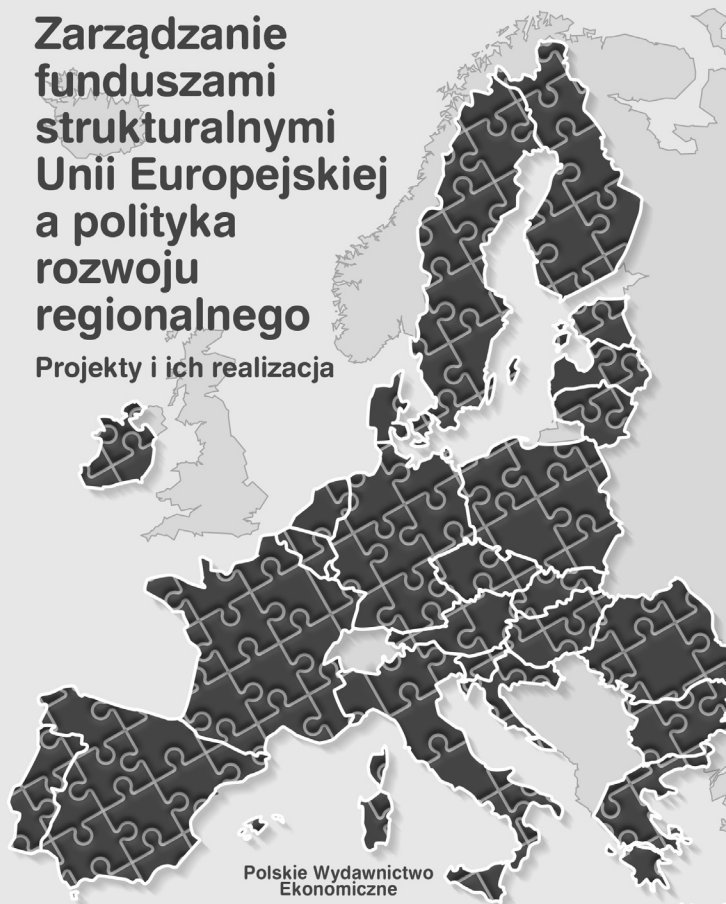 Zarządzanie
funduszami
strukturalnymi
Unii Europejskiej
a polityka
rozwoju
regionalnego
Projekty i ich realizacja
Polskie Wydawnictwo
Ekonomiczne